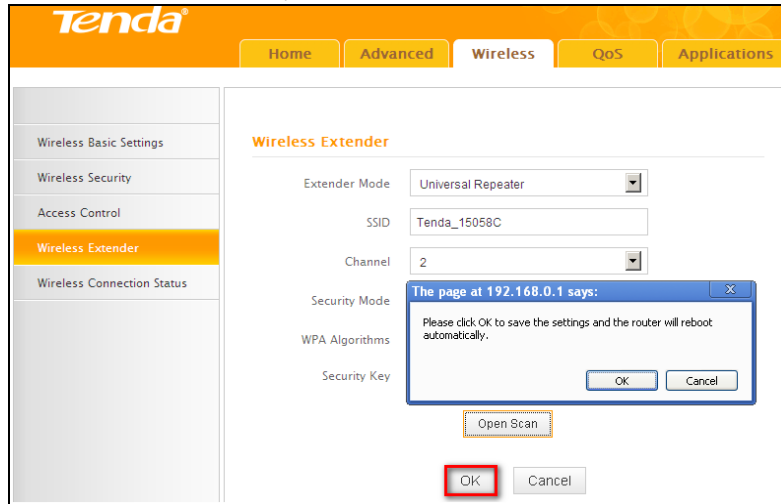 Tenda®
Home Advanced Wireless QoS Applications
Wireless Basic Settings
Wireless Security
Access Control
Wireless Extender
Wireless Connection Status
Wireless Extender
Extender Mode Universal Repeater
SSID Tenda_15058C
Channel 2
Security Mode
WPA Algorithms
Security Key
The page at 192.168.0.1 says: X
Please click OK to save the settings and the router will reboot
automatically.
OK Cancel
Open Scan
OK Cancel